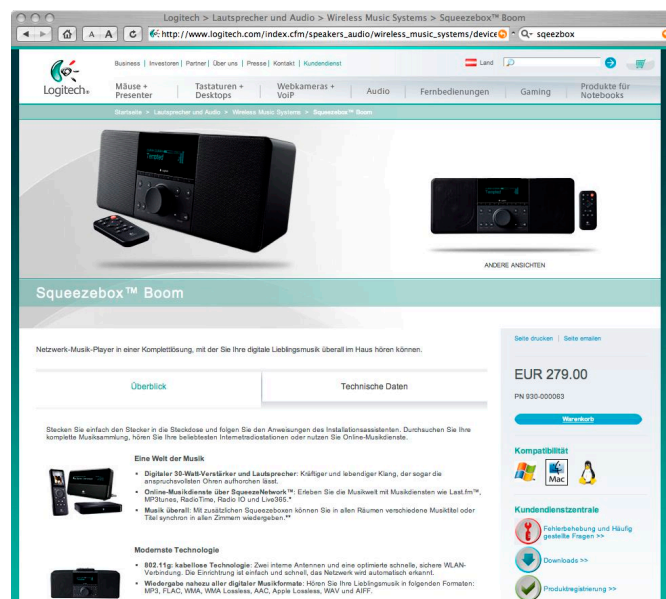 Logitech > Lautsprecher und Audio > Wireless Music Systems > Squeezebox™ Boom
A A C http://www.logitech.com/index.cfm/speakers_audio/wireless_music_systems/device Q- sqeezbox
Business | Investoren | Partner | Über uns | Presse | Kontakt | Kundendienst
Land
Logitech
Mäuse + Presenter
Tastaturen + Desktops
Webkameras + VoiP
Audio
Fernbedienungen
Gaming
Produkte für Notebooks
Startseite > Lautsprecher und Audio > Wireless Music Systems > Squeezebox™ Boom
Tempted
ANDERE ANSICHTEN
Squeezebox™ Boom
Seite drucken | Seite emailen
Netzwerk-Musik-Player in einer Komplettlösung, mit der Sie Ihre digitale Lieblingsmusik überall im Haus hören können.
EUR 279.00
PN 930-000063
Warenkorb
Überblick
Technische Daten
Stecken Sie einfach den Stecker in die Steckdose und folgen Sie den Anweisungen des Installationsassistenten. Durchsuchen Sie Ihre
komplette Musiksammlung, hören Sie Ihre beliebtesten Internetradiostationen oder nutzen Sie Online-Musikdienste.
Eine Welt der Musik
• Digitaler 30-Watt-Verstärker und Lautsprecher: Kräftiger und lebendiger Klang, der sogar die
anspruchsvollsten Ohren aufhorchen lässt.
• Online-Musikdienste über SqueezeNetwork™: Erleben Sie die Musikwelt mit Musikdiensten wie Last.fm™,
MP3tunes, RadioTime, Radio IO und Live365.*
• Musik überall: Mit zusätzlichen Squeezeboxen können Sie in allen Räumen verschiedene Musiktitel oder
Titel synchron in allen Zimmern wiedergeben.**
Modernste Technologie
• 802.11g: kabellose Technologie: Zwei interne Antennen und eine optimierte schnelle, sichere WLAN-
Verbindung. Die Einrichtung ist einfach und schnell, das Netzwerk wird automatisch erkannt.
• Wiedergabe nahezu aller digitaler Musikformate: Hören Sie Ihre Lieblingsmusik in folgenden Formaten:
MP3, FLAC, WMA, WMA Lossless, AAC, Apple Lossless, WAV und AIFF.
Kompatibilität
Mac
Kundendienstzentrale
Fehlerbehebung und Häufig
gestellte Fragen >>
Downloads >>
Produktregistrierung >>